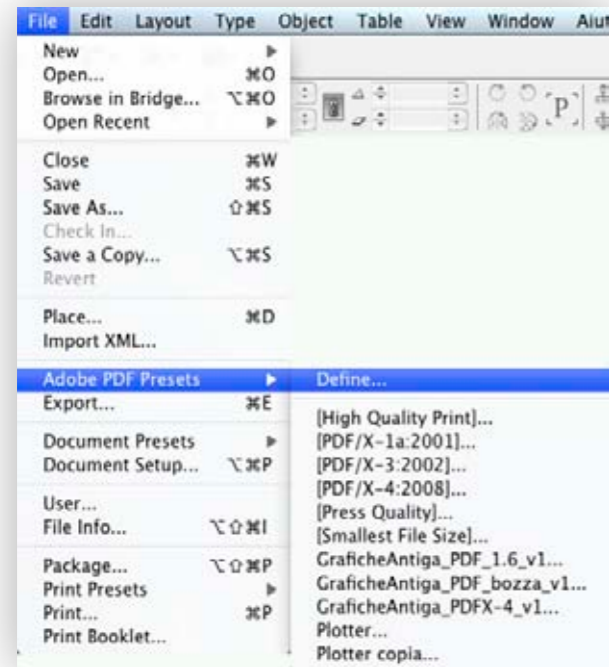 File Edit Layout Type Object Table View Window Aiut
New
Open... ⌘O
Browse in Bridge... ⌥⌘O
Open Recent
Close ⌘W
Save ⌘S
Save As... ⇧⌘S
Check In...
Save a Copy... ⌥⌘S
Revert
Place... ⌘D
Import XML...
Adobe PDF Presets
Export... ⌘E
Document Presets
Document Setup... ⌥⌘P
User...
File Info... ⌥⇧⌘I
Package... ⌥⇧⌘P
Print Presets
Print... ⌘P
Print Booklet...
Define...
[High Quality Print]...
[PDF/X-1a:2001]...
[PDF/X-3:2002]...
[PDF/X-4:2008]...
[Press Quality]...
[Smallest File Size]...
GraficheAntiga_PDF_1.6_v1...
GraficheAntiga_PDF_bozza_v1...
GraficheAntiga_PDFX-4_v1...
Plotter...
Plotter copia...
P